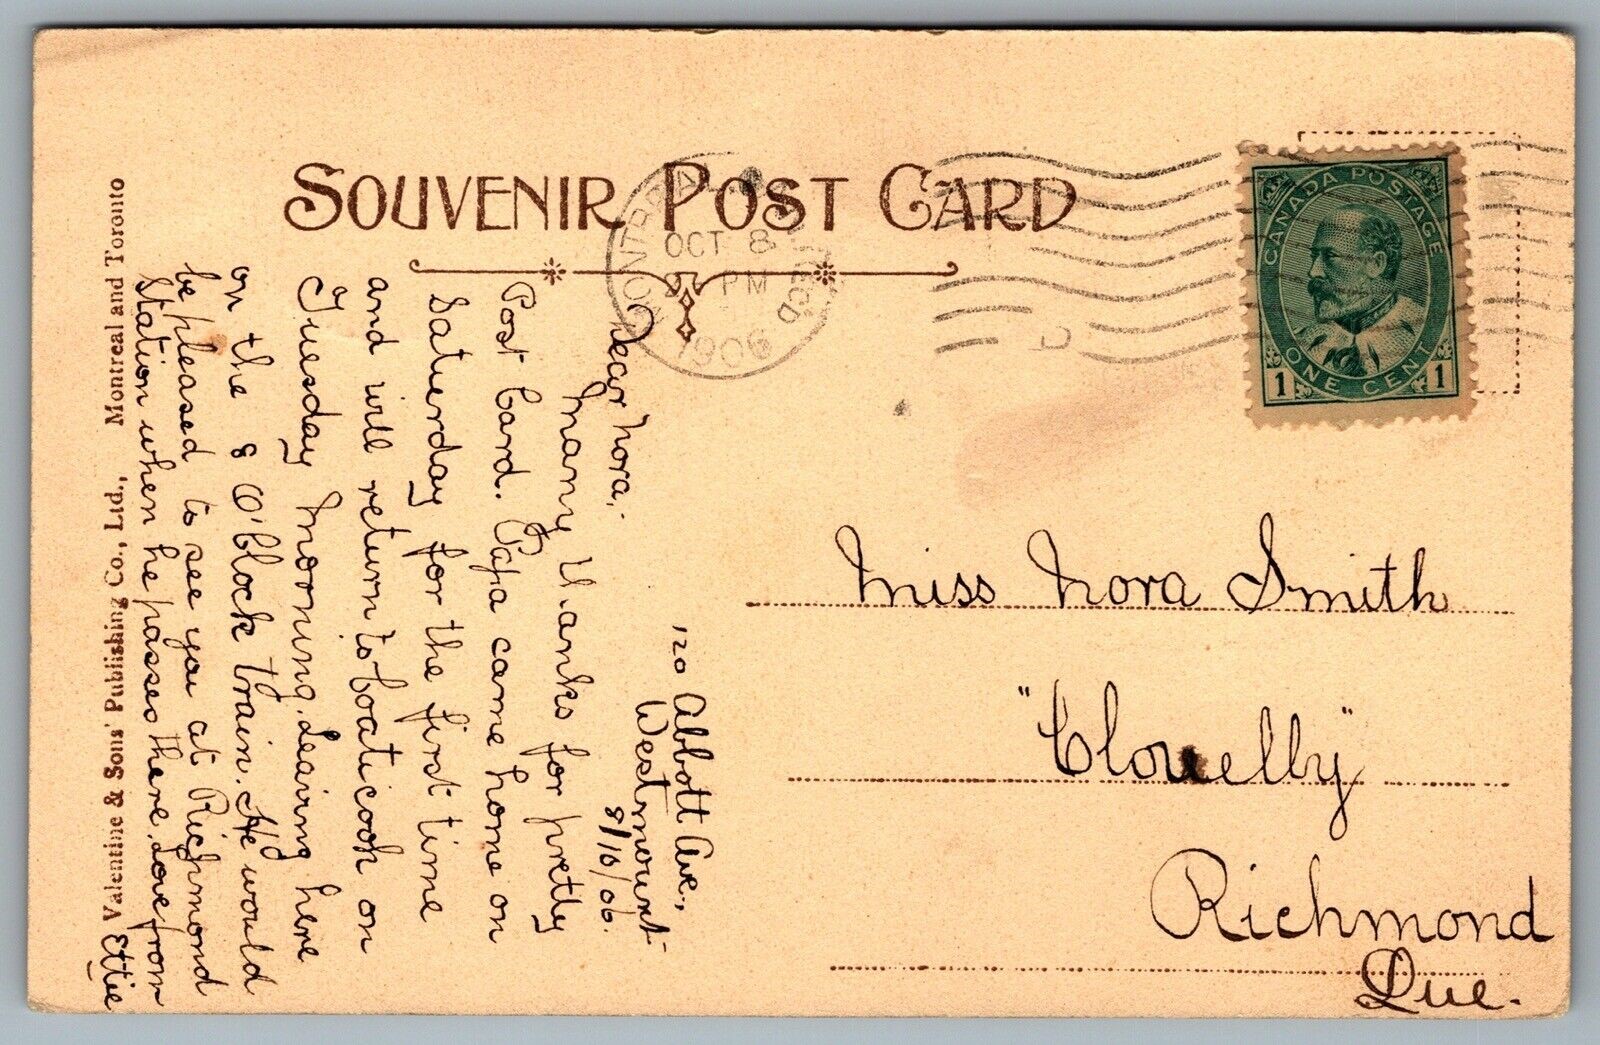 SOUVENIR POST CARD
MONTREAL
OCT 8
PM
1906
CANADA POSTAGE
1 ONE CENT 1
120 Abbott Ave.,
Westmount
8/10/06.
Dear Nora,
Many thanks for pretty
Post Card. Papa came home on
Saturday for the first time
and will return to Coaticook on
Tuesday Morning. Leaving here
on the 8 O'Clock train. He would
be pleased to see you at Richmond
Station when he passes there. Love from
Ettie
Valentine & Sons' Publishing Co., Ltd., Montreal and Toronto
Miss Nora Smith
"Clovelly"
Richmond
Que.